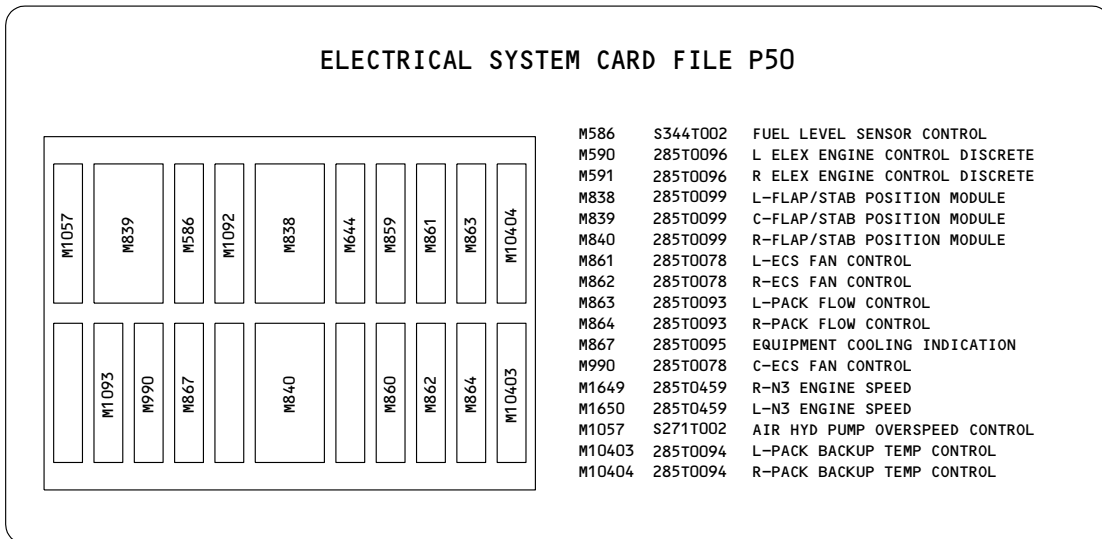 ELECTRICAL SYSTEM CARD FILE P50
M1057 M839 M586 M1092 M838 M644 M859 M861 M863 M10404
M1093 M990 M867 M840 M860 M862 M864 M10403
M586 S344T002 FUEL LEVEL SENSOR CONTROL
M590 285T0096 L ELEX ENGINE CONTROL DISCRETE
M591 285T0096 R ELEX ENGINE CONTROL DISCRETE
M838 285T0099 L-FLAP/STAB POSITION MODULE
M839 285T0099 C-FLAP/STAB POSITION MODULE
M840 285T0099 R-FLAP/STAB POSITION MODULE
M861 285T0078 L-ECS FAN CONTROL
M862 285T0078 R-ECS FAN CONTROL
M863 285T0093 L-PACK FLOW CONTROL
M864 285T0093 R-PACK FLOW CONTROL
M867 285T0095 EQUIPMENT COOLING INDICATION
M990 285T0078 C-ECS FAN CONTROL
M1649 285T0459 R-N3 ENGINE SPEED
M1650 285T0459 L-N3 ENGINE SPEED
M1057 S271T002 AIR HYD PUMP OVERSPEED CONTROL
M10403 285T0094 L-PACK BACKUP TEMP CONTROL
M10404 285T0094 R-PACK BACKUP TEMP CONTROL